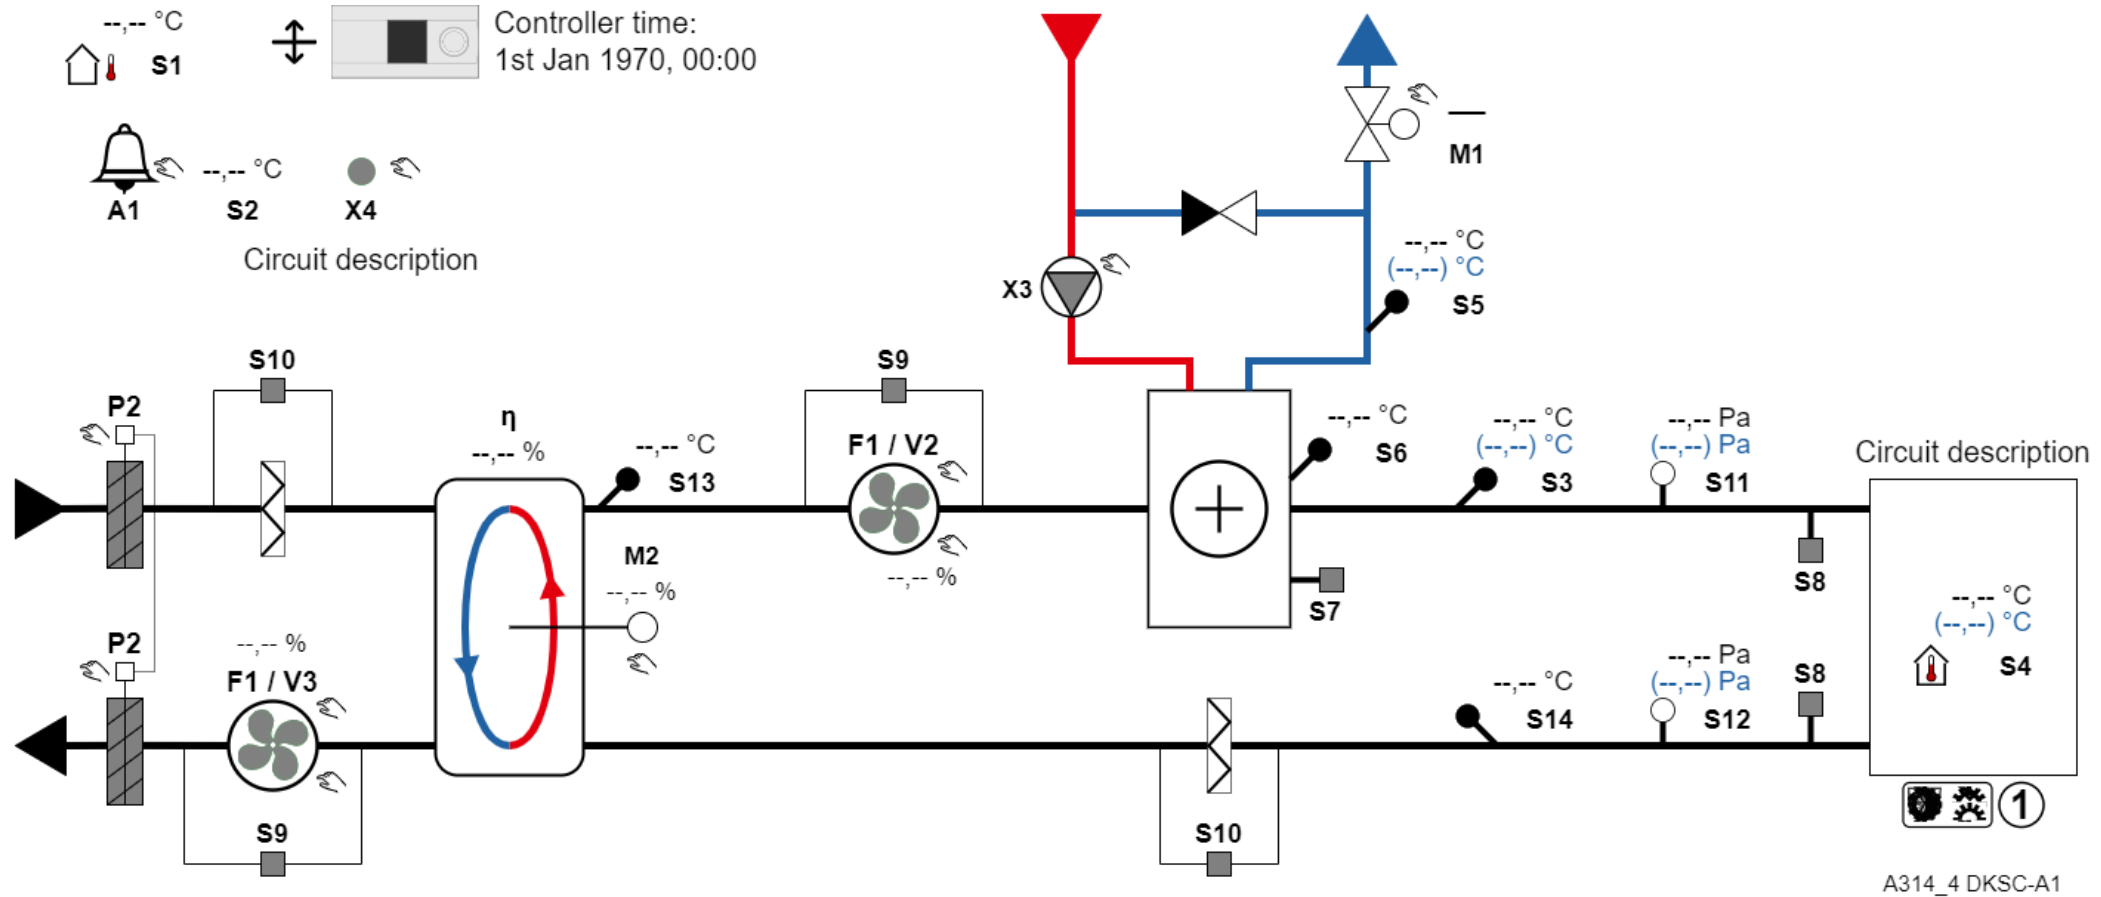 --,-- °C
S1
Controller time:
1st Jan 1970, 00:00
A1
--,-- °C
S2
X4
Circuit description
M1
--,-- °C
(--,--) °C
S5
X3
S10
P2
η
--,-- %
--,-- °C
S13
S9
F1 / V2
--,-- %
--,-- °C
S6
--,-- °C
(--,--) °C
S3
--,-- Pa
(--,--) Pa
S11
Circuit description
M2
--,-- %
S7
S8
--,-- °C
(--,--) °C
S4
P2
--,-- %
F1 / V3
S9
--,-- °C
S14
--,-- Pa
(--,--) Pa
S12
S8
S10
1
A314_4 DKSC-A1